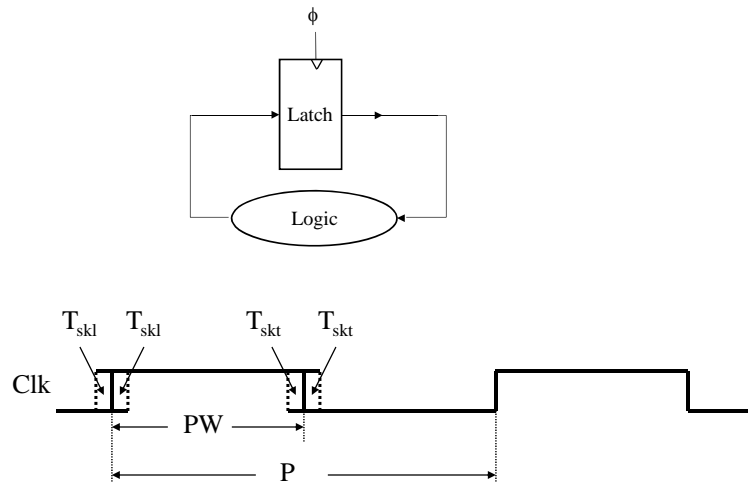 ϕ
Latch
Logic
T_skl T_skl T_skt T_skt
Clk
PW
P